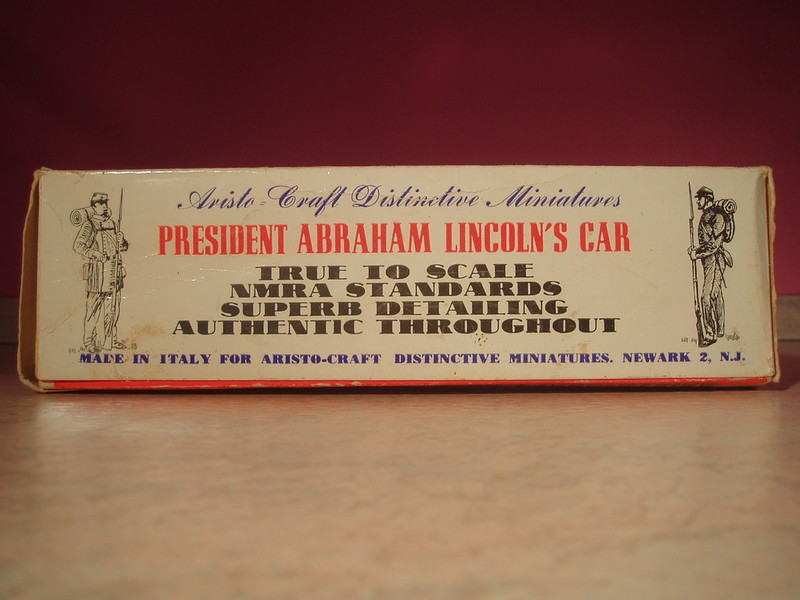 Aristo-Craft Distinctive Miniatures
PRESIDENT ABRAHAM LINCOLN'S CAR
TRUE TO SCALE
NMRA STANDARDS
SUPERB DETAILING
AUTHENTIC THROUGHOUT
MADE IN ITALY FOR ARISTO-CRAFT DISTINCTIVE MINIATURES. NEWARK 2, N.J.